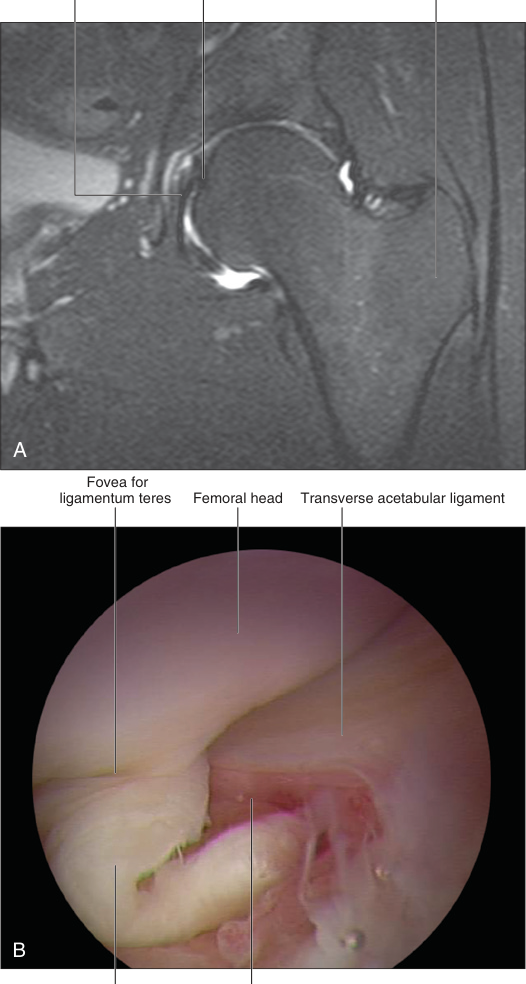 A
Fovea for
ligamentum teres
Femoral head
Transverse acetabular ligament
B